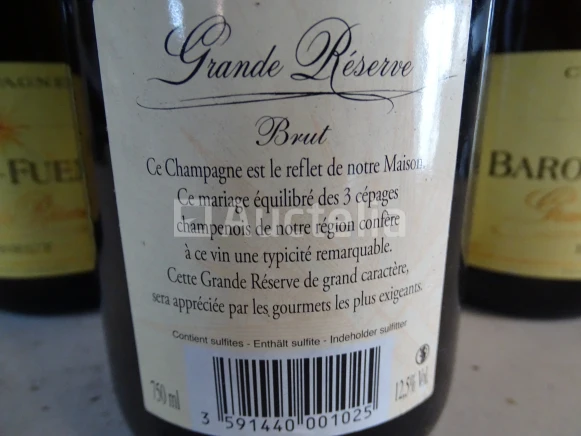 Grande Réserve
Brut
Ce Champagne est le reflet de notre Maison.
Ce mariage équilibré des 3 cépages
champenois de notre région confère
à ce vin une typicité remarquable.
Cette Grande Réserve de grand caractère,
sera appréciée par les gourmets les plus exigeants.
Contient sulfites - Enthält sulfite - Indeholder sulfitter
750 ml
12,5% Vol.
3 591440 001025
Auctelia